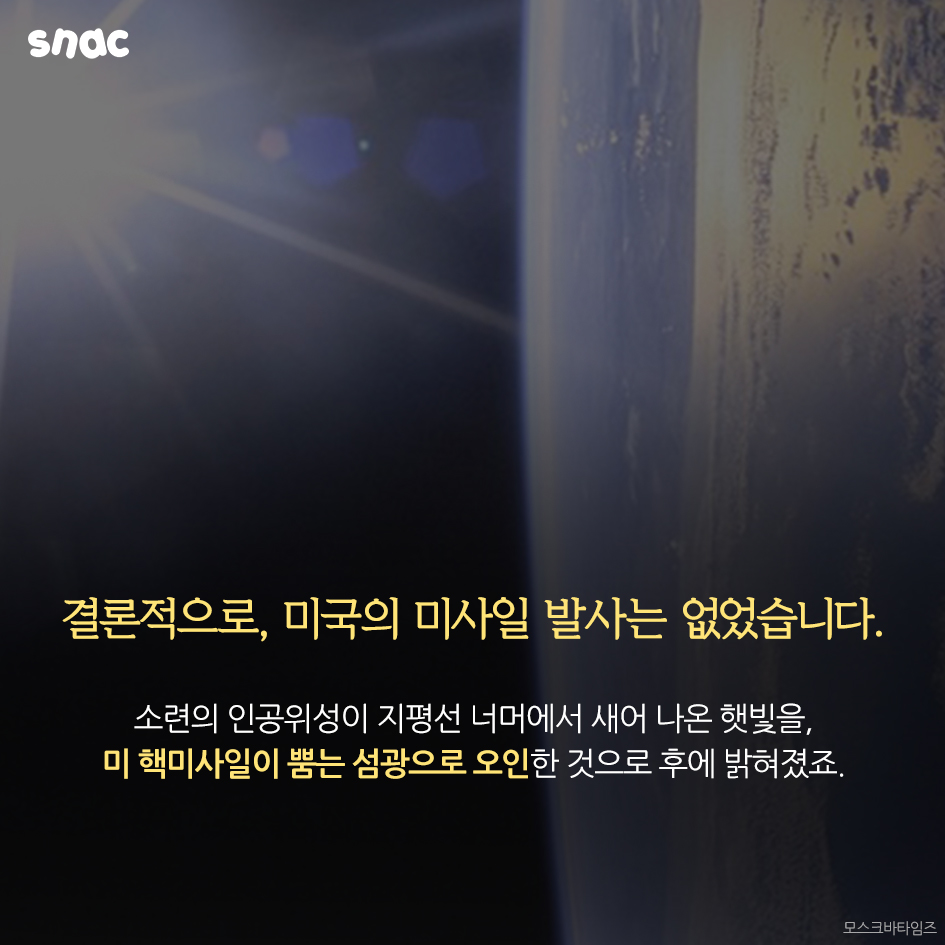 snac
결론적으로, 미국의 미사일 발사는 없었습니다.
소련의 인공위성이 지평선 너머에서 새어 나온 햇빛을,
미 핵미사일이 뿜는 섬광으로 오인한 것으로 후에 밝혀졌죠.
모스크바타임즈